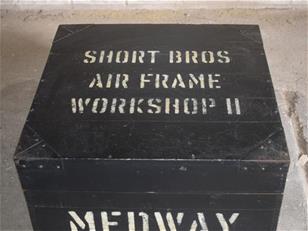 SHORT BROS
AIR FRAME
WORKSHOP II
MEDWAY